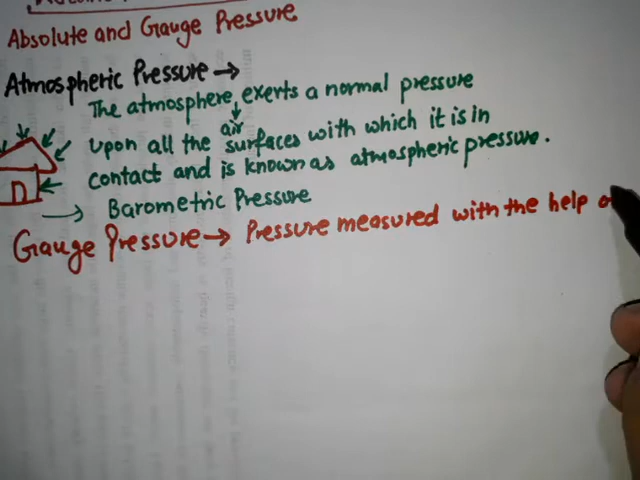 Absolute and Gauge Pressure
Atmospheric Pressure →
The atmosphere, exerts a normal pressure
air
upon all the surfaces with which it is in
contact and is known as atmospheric pressure.
→ Barometric Pressure
Gauge Pressure → Pressure measured with the help